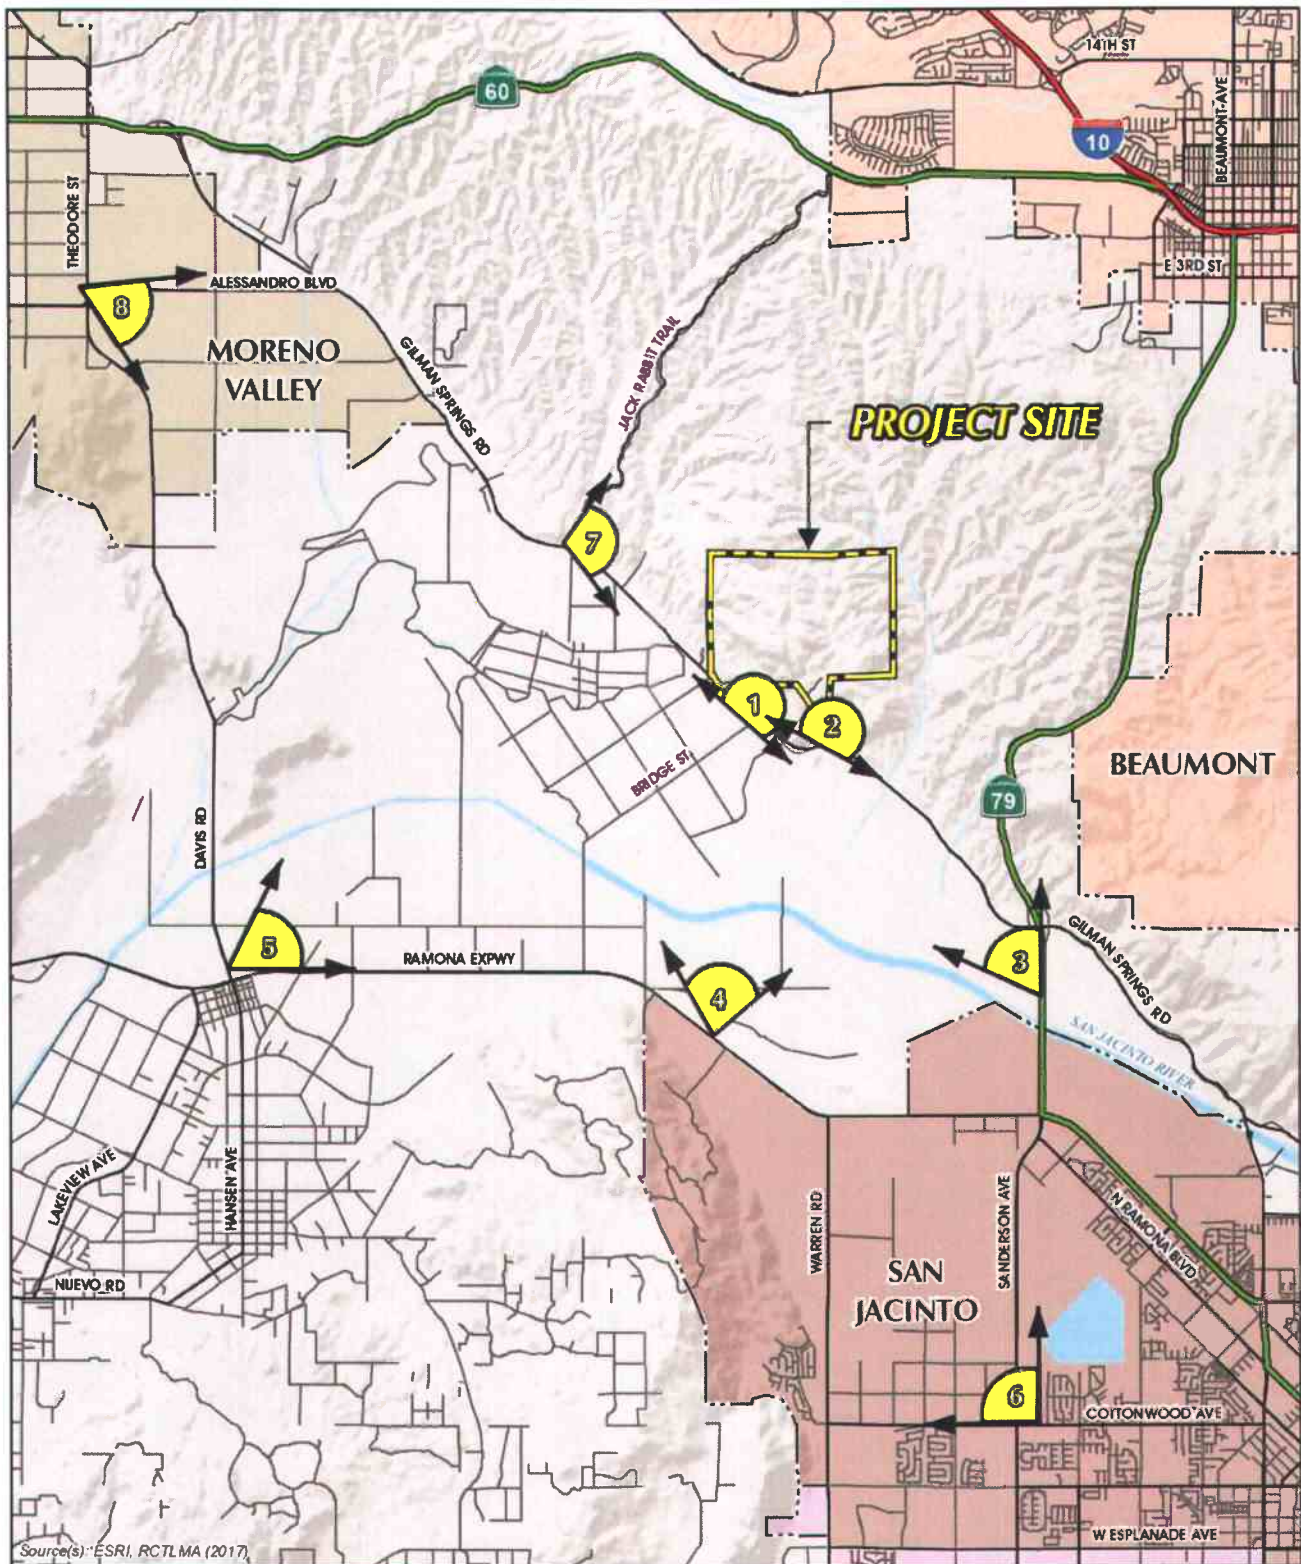 14TH ST
60
BEAUMONT AVE
10
THEODORE ST
E 3RD ST
ALESSANDRO BLVD
8
MORENO
VALLEY
GILMAN SPRINGS RD
JACK RABBIT TRAIL
PROJECT SITE
7
1
2
BRIDGE ST
BEAUMONT
79
DAVIS RD
5
RAMONA EXPWY
4
3
GILMAN SPRINGS RD
SAN JACINTO RIVER
LAKEVIEW AVE
HANSEN AVE
WARREN RD
SANDERSON AVE
N RAMONA BLVD
NUEVO RD
SAN
JACINTO
6
COTTONWOOD AVE
W ESPLANADE AVE
Source(s): ESRI, RCTLMA (2017)